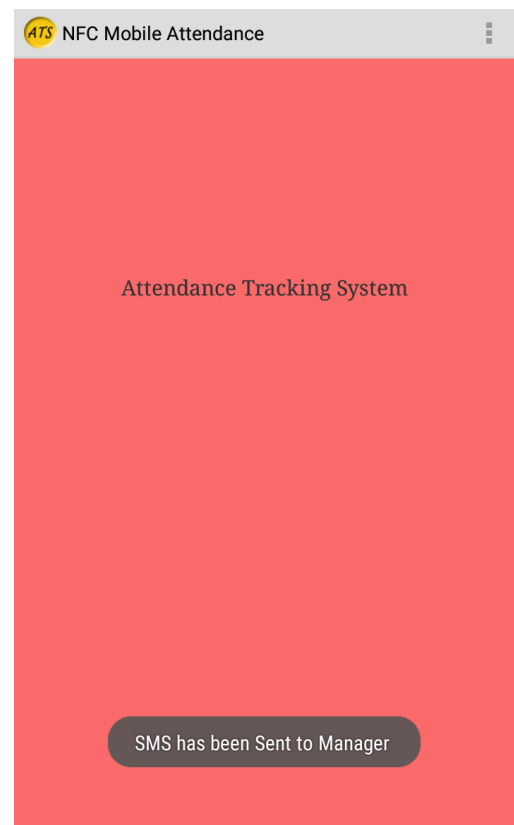 ATS NFC Mobile Attendance
Attendance Tracking System
SMS has been Sent to Manager